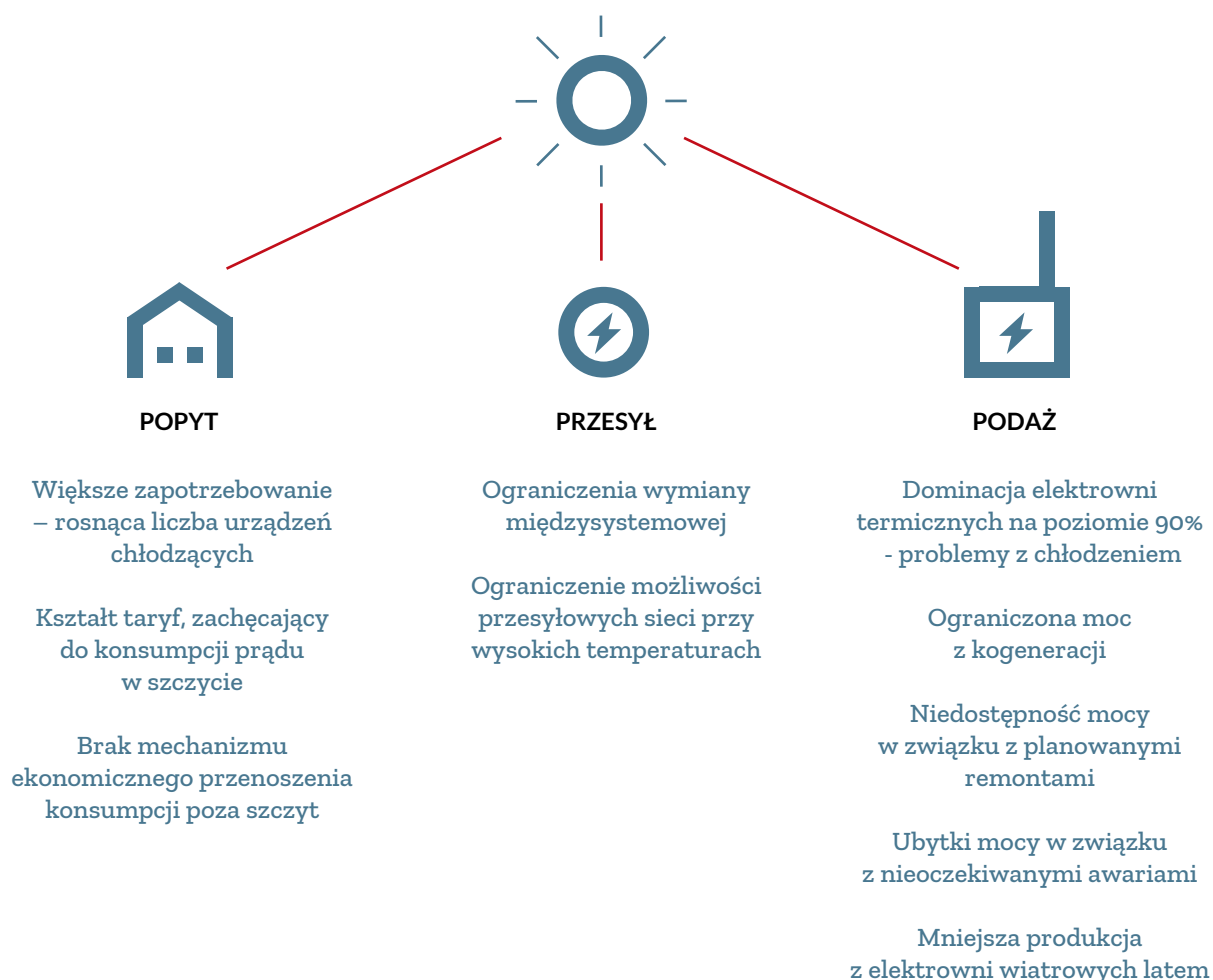 POPYT
Większe zapotrzebowanie
– rosnąca liczba urządzeń
chłodzących
Kształt taryf, zachęcający
do konsumpcji prądu
w szczycie
Brak mechanizmu
ekonomicznego przenoszenia
konsumpcji poza szczyt
PRZESYŁ
Ograniczenia wymiany
międzysystemowej
Ograniczenie możliwości
przesyłowych sieci przy
wysokich temperaturach
PODAŻ
Dominacja elektrowni
termicznych na poziomie 90%
- problemy z chłodzeniem
Ograniczona moc
z kogeneracji
Niedostępność mocy
w związku z planowanymi
remontami
Ubytki mocy w związku
z nieoczekiwanymi awariami
Mniejsza produkcja
z elektrowni wiatrowych latem